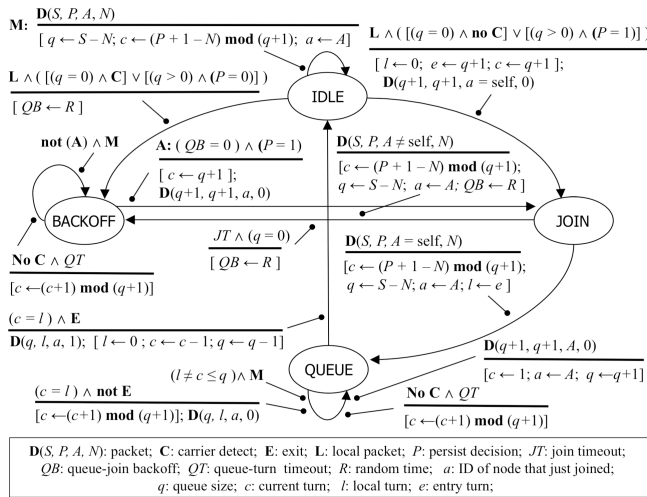 M: D(S, P, A, N)
[ q ← S – N; c ← (P + 1 – N) mod (q+1); a ← A]
L ∧ ( [(q = 0) ∧ no C] ∨ [(q > 0) ∧ (P = 1)] )
[ l ← 0; e ← q+1; c ← q+1 ];
D(q+1, q+1, a = self, 0)
L ∧ ( [(q = 0) ∧ C] ∨ [(q > 0) ∧ (P = 0)] )
[ QB ← R ]
IDLE
not (A) ∧ M
A: ( QB = 0 ) ∧ (P = 1)
[ c ← q+1 ];
D(q+1, q+1, a, 0)
D(S, P, A ≠ self, N)
[c ← (P + 1 – N) mod (q+1);
q ← S – N; a ← A; QB ← R ]
BACKOFF
JOIN
JT ∧ (q = 0)
[ QB ← R ]
D(S, P, A = self, N)
[c ← (P + 1 – N) mod (q+1);
q ← S – N; a ← A; l ← e ]
No C ∧ QT
[c ←(c+1) mod (q+1)]
(c = l ) ∧ E
D(q, l, a, 1); [ l ← 0 ; c ← c – 1; q ← q – 1]
QUEUE
D(q+1, q+1, A, 0)
[c ← 1; a ← A; q ←q+1]
(l ≠ c ≤ q ) ∧ M
(c = l ) ∧ not E
[c ←(c+1) mod (q+1)]; D(q, l, a, 0)
No C ∧ QT
[c ←(c+1) mod (q+1)]
D(S, P, A, N): packet; C: carrier detect; E: exit; L: local packet; P: persist decision; JT: join timeout;
QB: queue-join backoff; QT: queue-turn timeout; R: random time; a: ID of node that just joined;
q: queue size; c: current turn; l: local turn; e: entry turn;